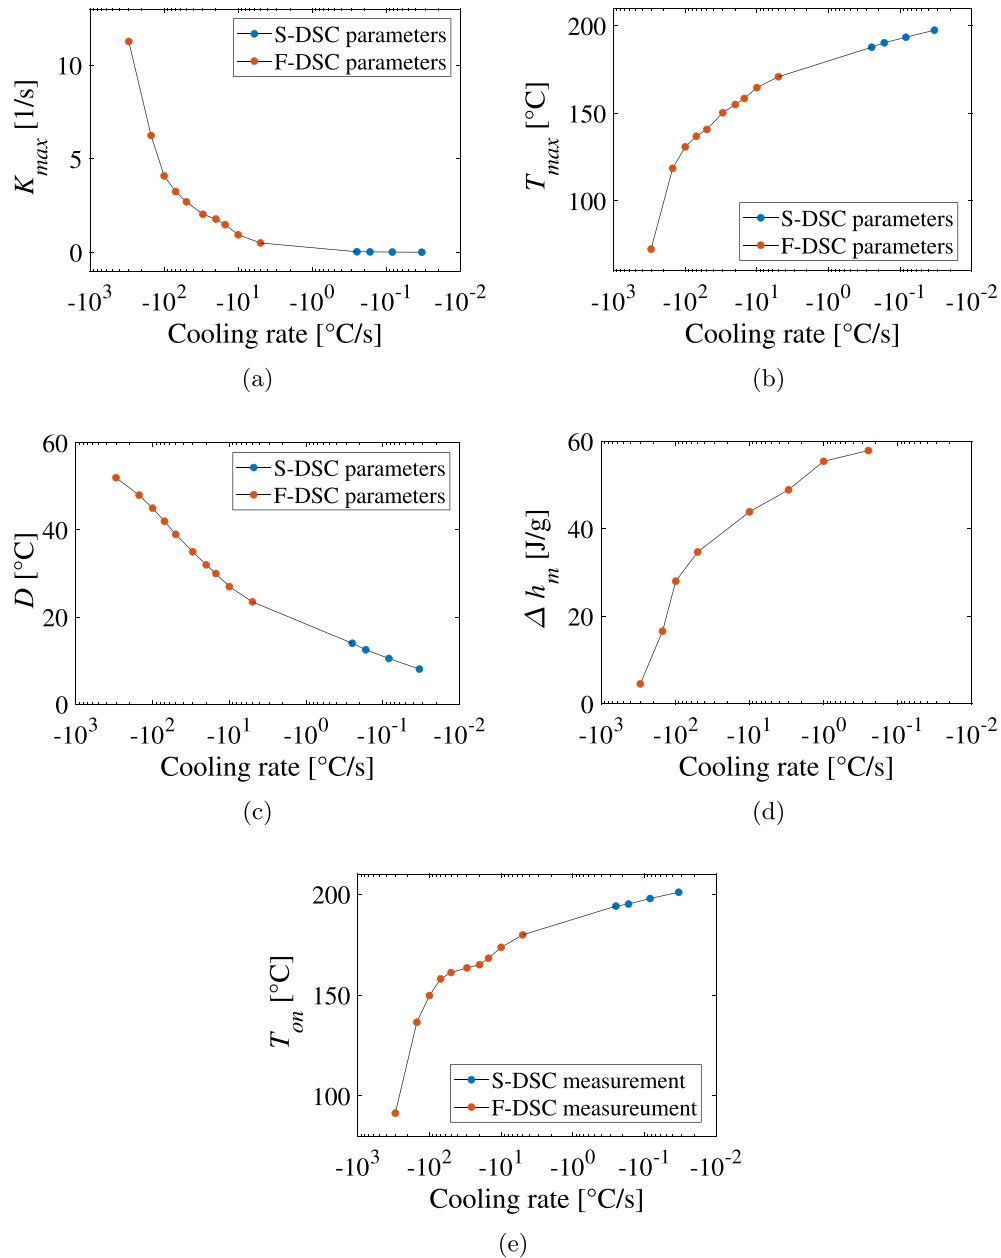 S-DSC parameters
F-DSC parameters
10
5
0
K_max [1/s]
-10^3 -10^2 -10^1 -10^0 -10^-1 -10^-2
Cooling rate [°C/s]
(a)
200
150
100
T_max [°C]
S-DSC parameters
F-DSC parameters
-10^3 -10^2 -10^1 -10^0 -10^-1 -10^-2
Cooling rate [°C/s]
(b)
60
40
20
0
D [°C]
S-DSC parameters
F-DSC parameters
-10^3 -10^2 -10^1 -10^0 -10^-1 -10^-2
Cooling rate [°C/s]
(c)
60
40
20
0
Δ h_m [J/g]
-10^3 -10^2 -10^1 -10^0 -10^-1 -10^-2
Cooling rate [°C/s]
(d)
200
150
100
T_on [°C]
S-DSC measurement
F-DSC measureument
-10^3 -10^2 -10^1 -10^0 -10^-1 -10^-2
Cooling rate [°C/s]
(e)